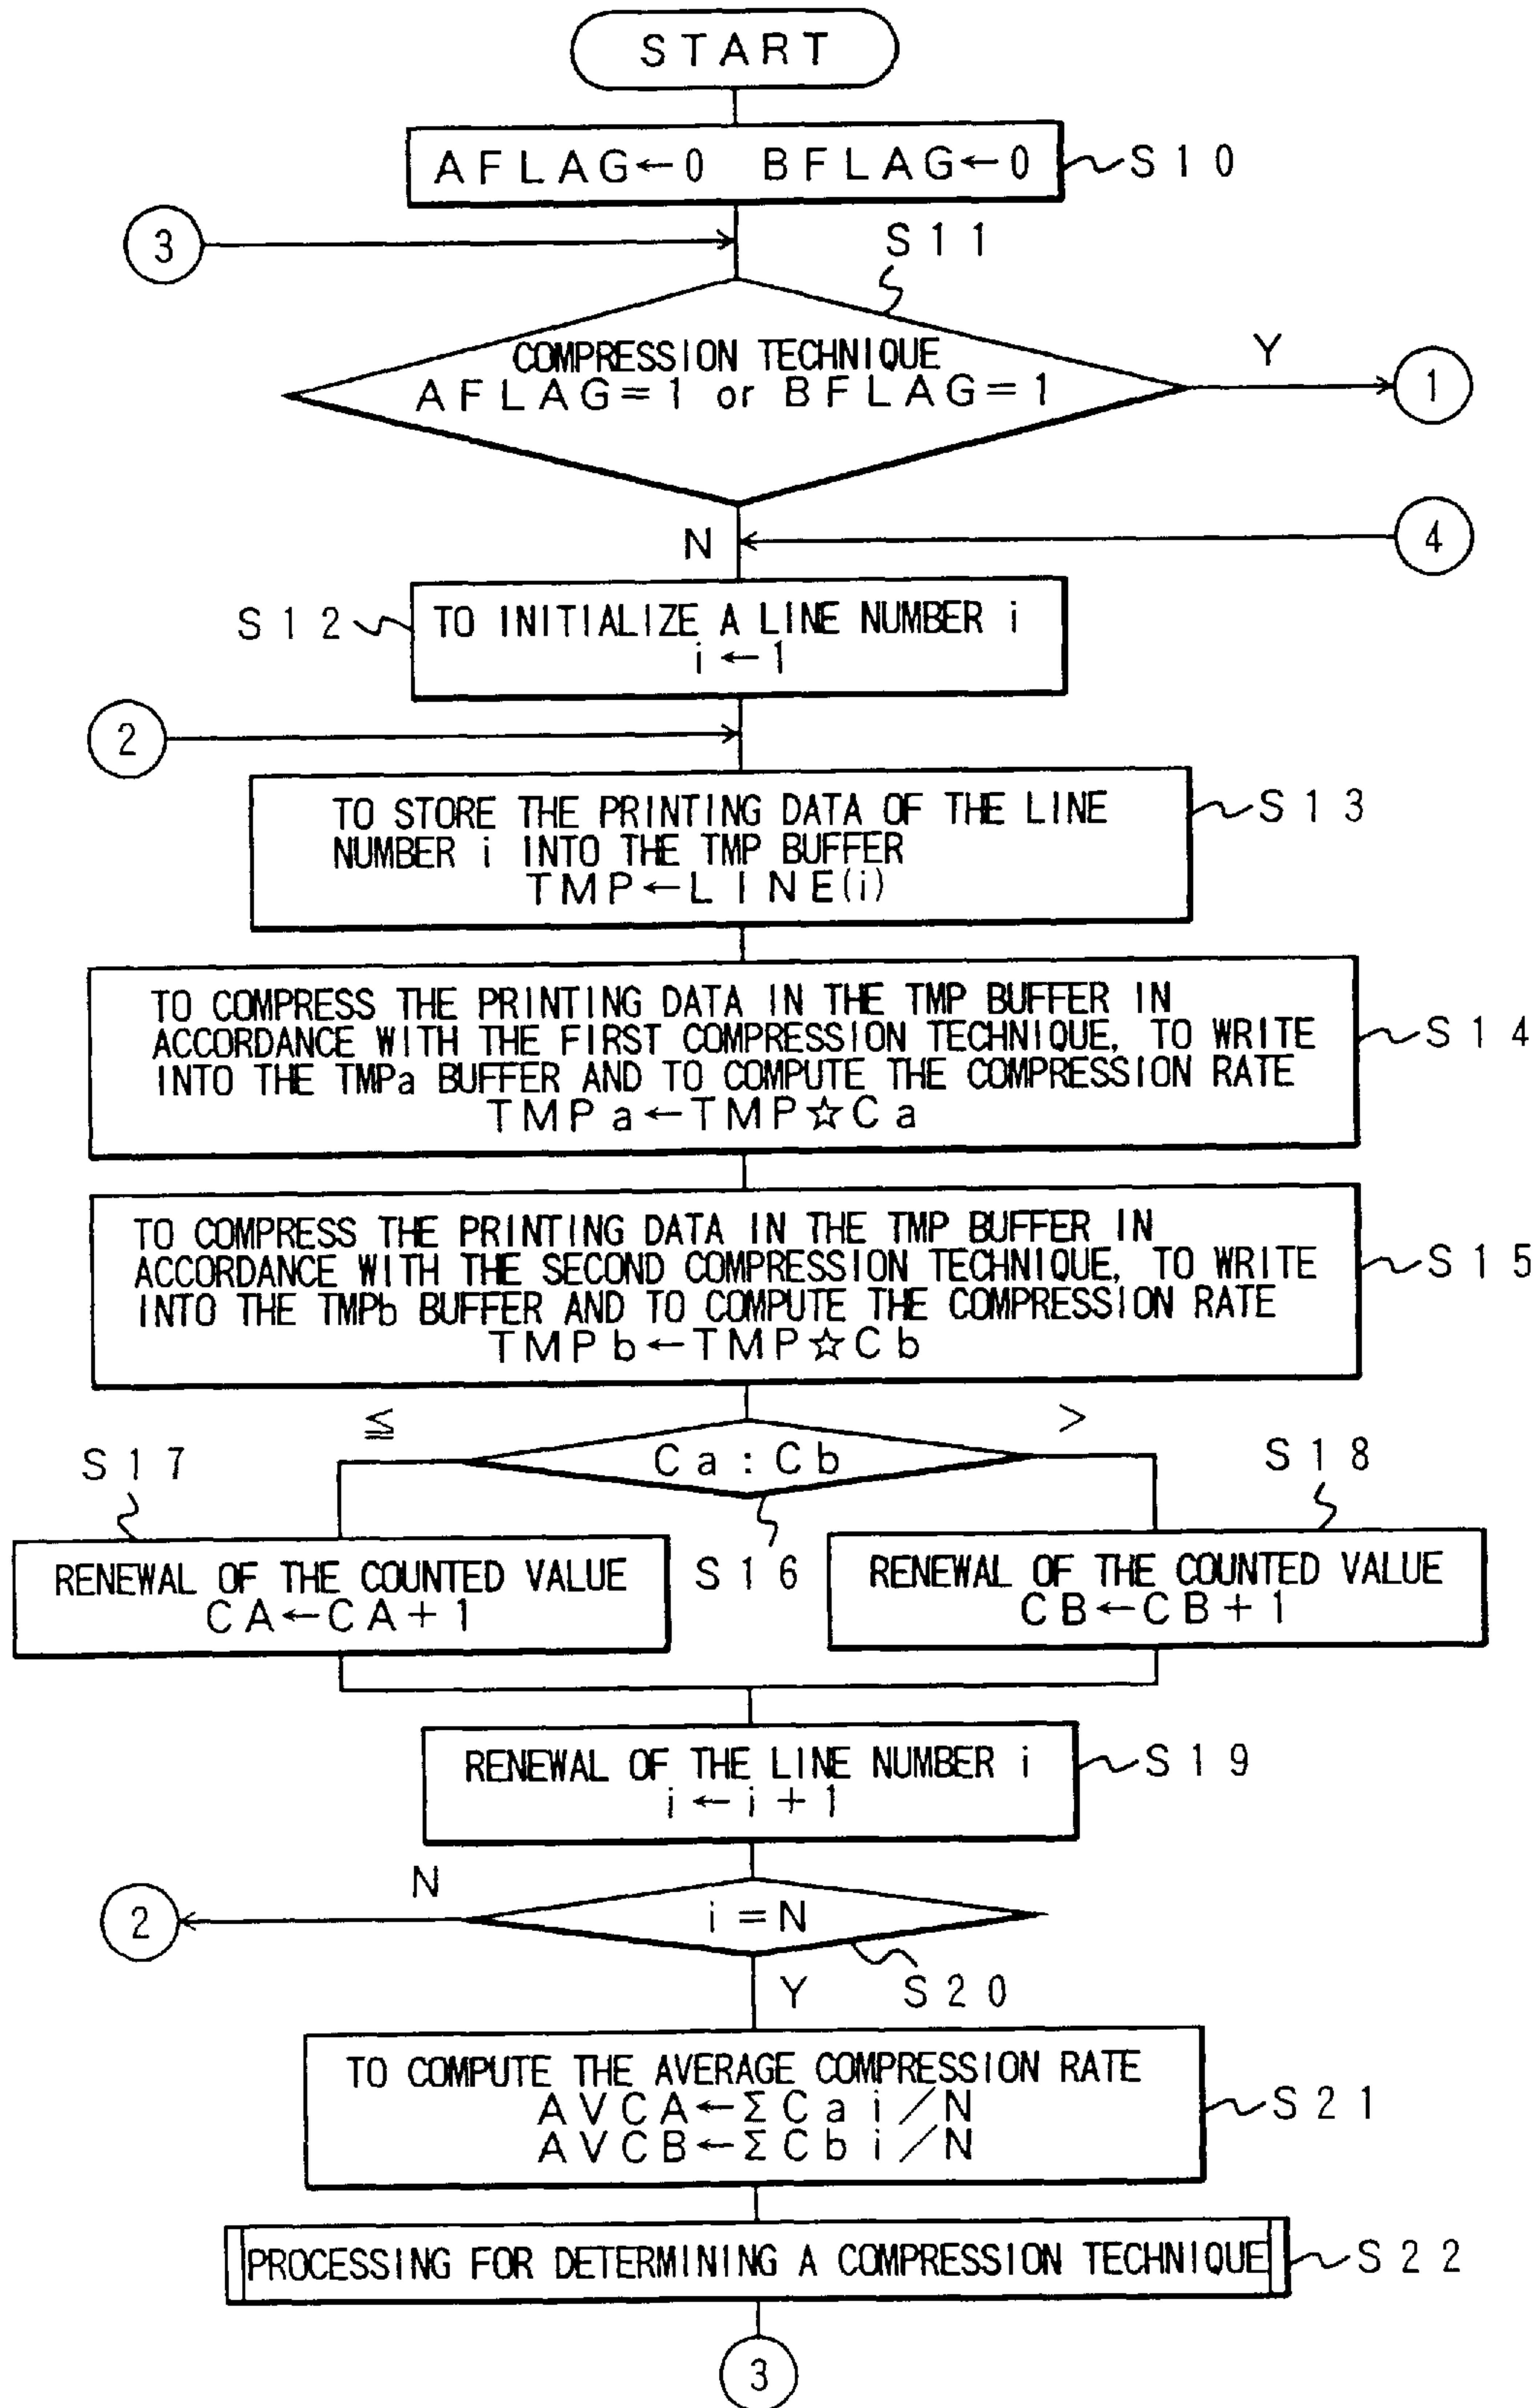 START
AFLAG←0 BFLAG←0
S10
3
S11
COMPRESSION TECHNIQUE
AFLAG=1 or BFLAG=1
Y
1
N
4
S12
TO INITIALIZE A LINE NUMBER i
i←1
2
TO STORE THE PRINTING DATA OF THE LINE
NUMBER i INTO THE TMP BUFFER
TMP←LINE(i)
S13
TO COMPRESS THE PRINTING DATA IN THE TMP BUFFER IN
ACCORDANCE WITH THE FIRST COMPRESSION TECHNIQUE, TO WRITE
INTO THE TMPa BUFFER AND TO COMPUTE THE COMPRESSION RATE
TMPa←TMP☆Ca
S14
TO COMPRESS THE PRINTING DATA IN THE TMP BUFFER IN
ACCORDANCE WITH THE SECOND COMPRESSION TECHNIQUE, TO WRITE
INTO THE TMPb BUFFER AND TO COMPUTE THE COMPRESSION RATE
TMPb←TMP☆Cb
S15
≦
>
Ca:Cb
S16
S17
RENEWAL OF THE COUNTED VALUE
CA←CA+1
S18
RENEWAL OF THE COUNTED VALUE
CB←CB+1
RENEWAL OF THE LINE NUMBER i
i←i+1
S19
N
2
i=N
S20
Y
TO COMPUTE THE AVERAGE COMPRESSION RATE
AVCA←ΣCai/N
AVCB←ΣCbi/N
S21
PROCESSING FOR DETERMINING A COMPRESSION TECHNIQUE
S22
3